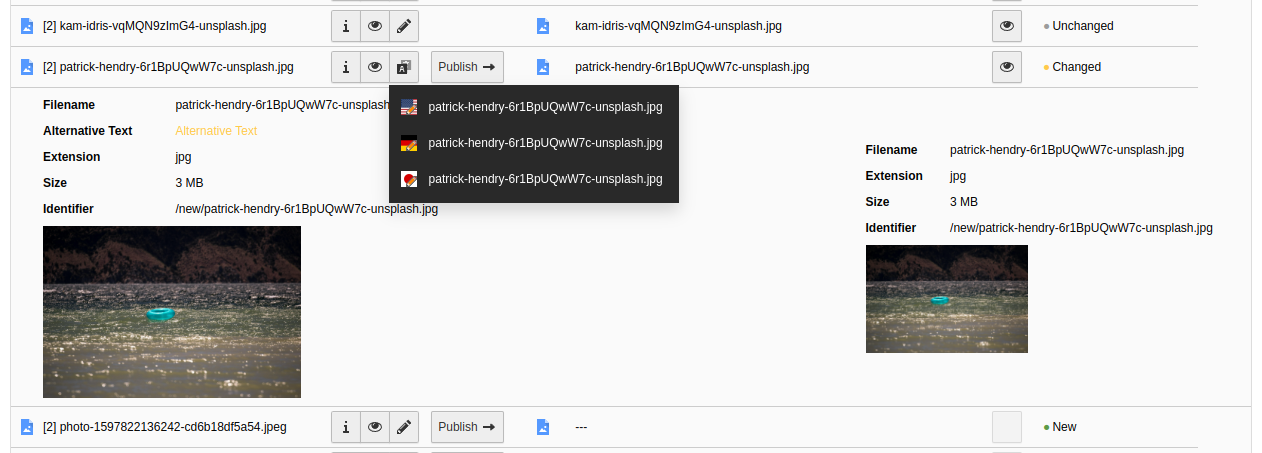 [2] kam-idris-vqMQN9zImG4-unsplash.jpg kam-idris-vqMQN9zImG4-unsplash.jpg Unchanged
[2] patrick-hendry-6r1BpUQwW7c-unsplash.jpg Publish patrick-hendry-6r1BpUQwW7c-unsplash.jpg Changed
Filename patrick-hendry-6r1BpUQwW7c-unsplash
Alternative Text Alternative Text
Extension jpg
Size 3 MB
Identifier /new/patrick-hendry-6r1BpUQwW7c-unsplash.jpg
patrick-hendry-6r1BpUQwW7c-unsplash.jpg
patrick-hendry-6r1BpUQwW7c-unsplash.jpg
patrick-hendry-6r1BpUQwW7c-unsplash.jpg
Filename patrick-hendry-6r1BpUQwW7c-unsplash.jpg
Extension jpg
Size 3 MB
Identifier /new/patrick-hendry-6r1BpUQwW7c-unsplash.jpg
[2] photo-1597822136242-cd6b18df5a54.jpeg Publish --- New